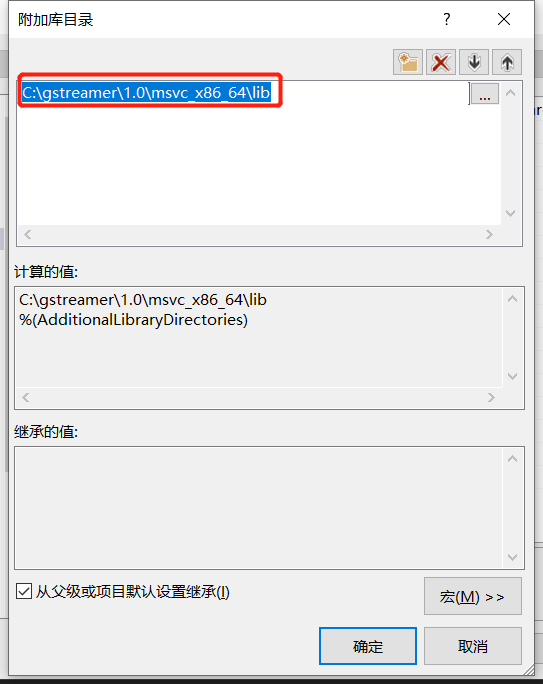 附加库目录
?
C:\gstreamer\1.0\msvc_x86_64\lib
...
计算的值:
C:\gstreamer\1.0\msvc_x86_64\lib
%(AdditionalLibraryDirectories)
继承的值:
从父级或项目默认设置继承(I)
宏(M) >>
确定
取消